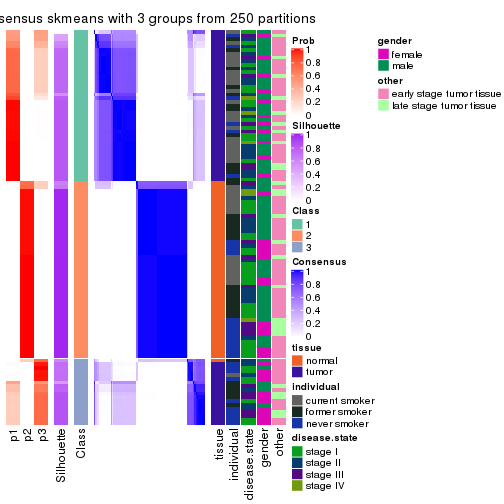 sensus skmeans with 3 groups from 250 partitions
Prob
1
0.8
0.6
0.4
0.2
0
Silhouette
1
0.8
0.6
0.4
0.2
0
Class
1
2
3
Consensus
1
0.8
0.6
0.4
0.2
0
tissue
normal
tumor
individual
current smoker
former smoker
never smoker
disease.state
stage I
stage II
stage III
stage IV
gender
female
male
other
early stage tumor tissue
late stage tumor tissue
p1
p2
p3
Silhouette
Class
tissue
individual
disease.state
gender
other